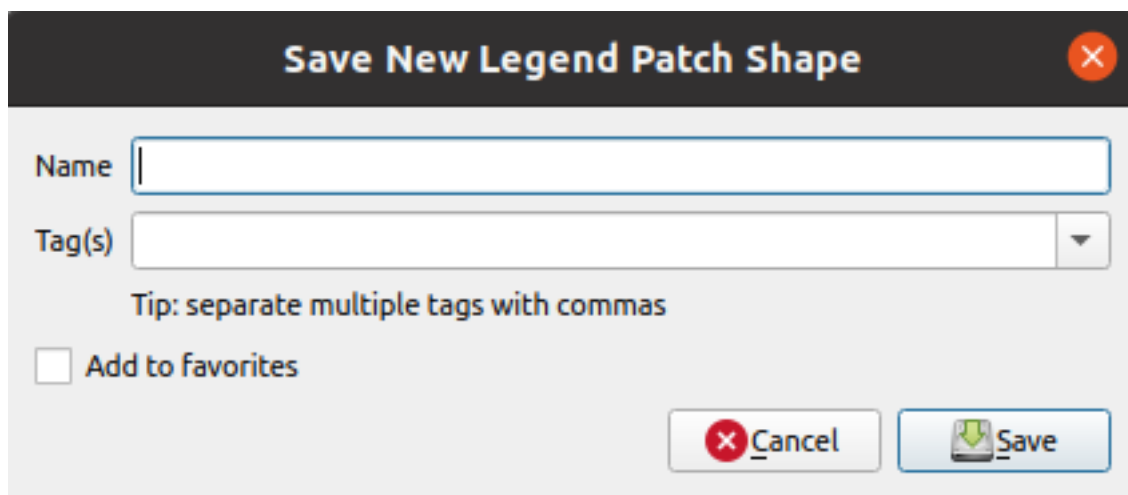 Save New Legend Patch Shape
Name
Tag(s)
Tip: separate multiple tags with commas
Add to favorites
Cancel Save